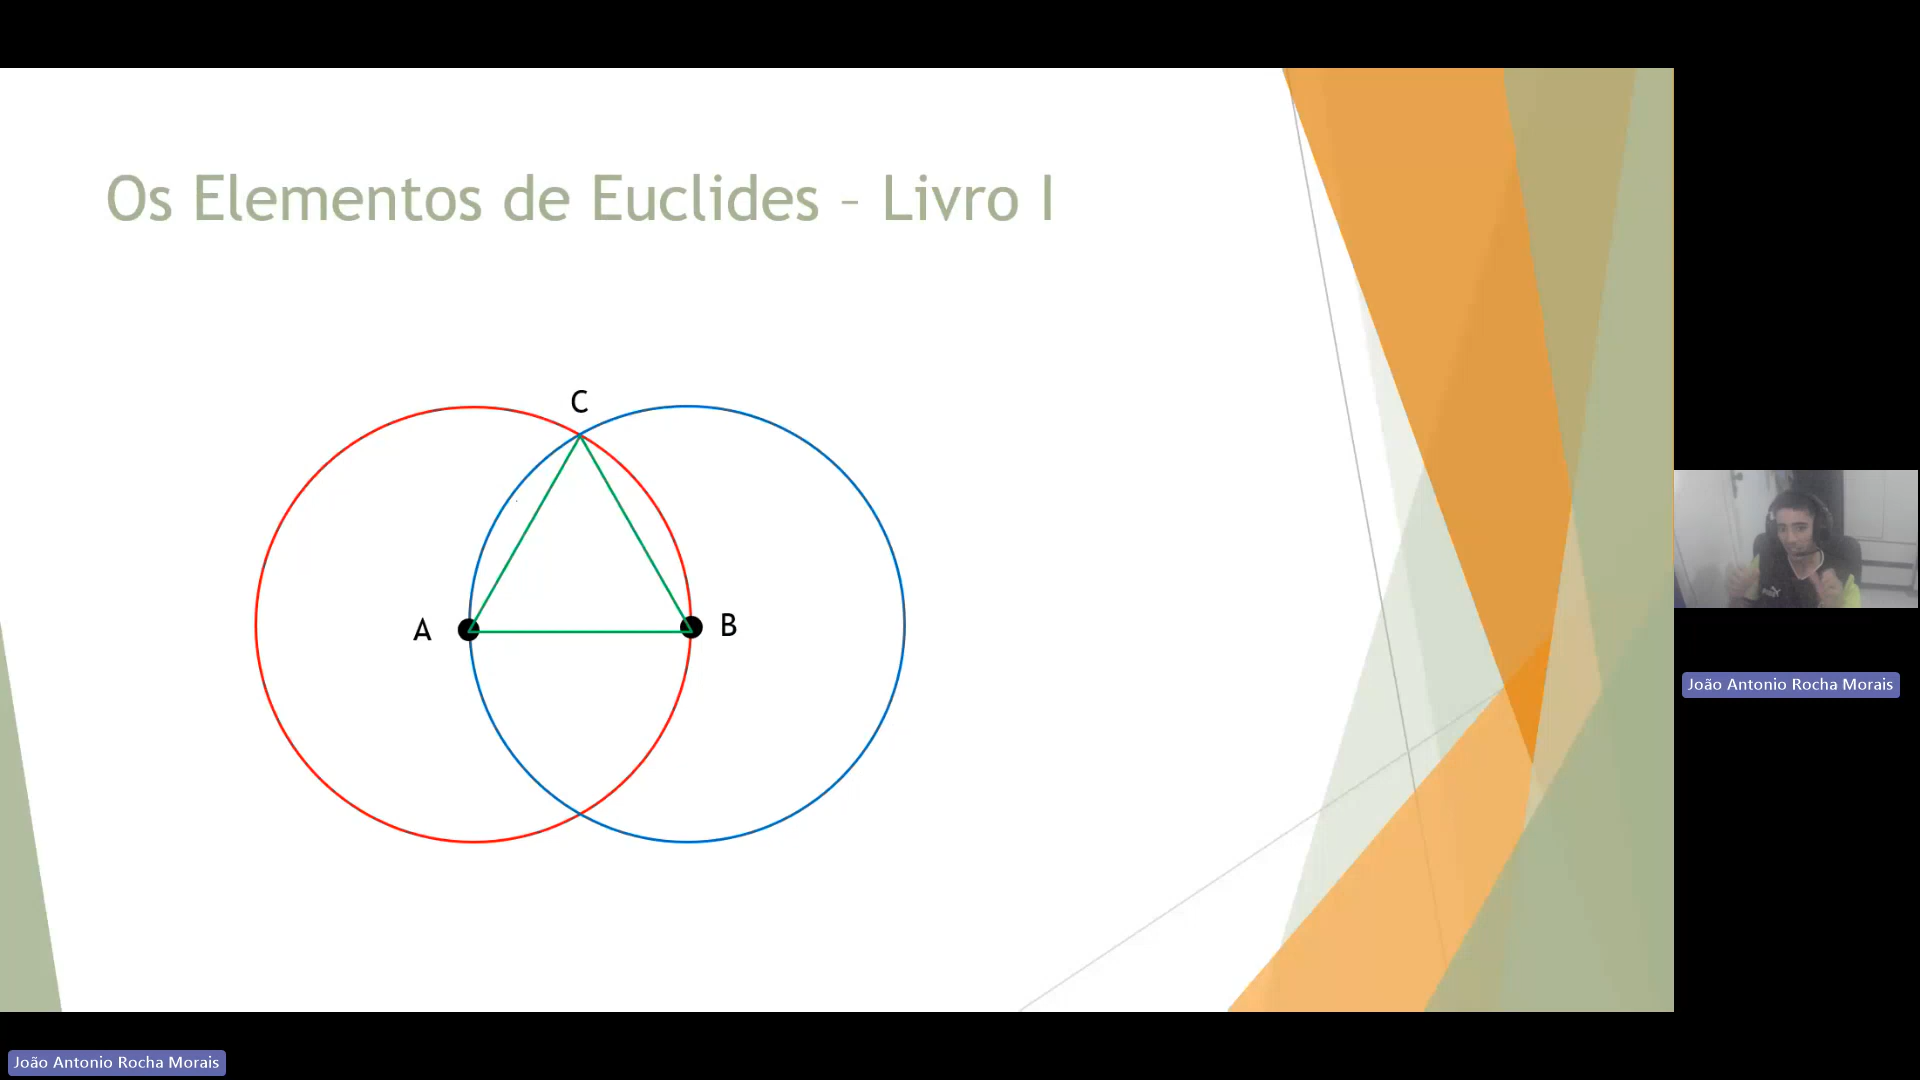 Os Elementos de Euclides – Livro I
C
A
B
João Antonio Rocha Morais
João Antonio Rocha Morais